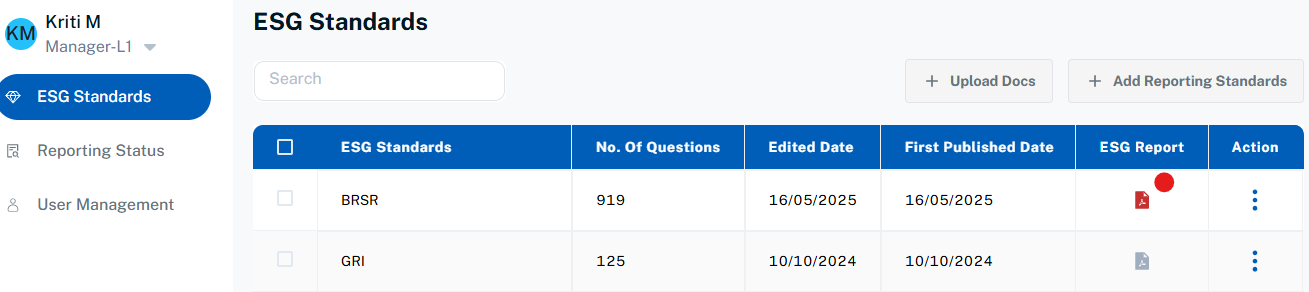 KM
Kriti M
Manager-L1
ESG Standards
Reporting Status
User Management
ESG Standards
Search
+ Upload Docs
+ Add Reporting Standards
ESG Standards No. Of Questions Edited Date First Published Date ESG Report Action
BRSR 919 16/05/2025 16/05/2025
GRI 125 10/10/2024 10/10/2024